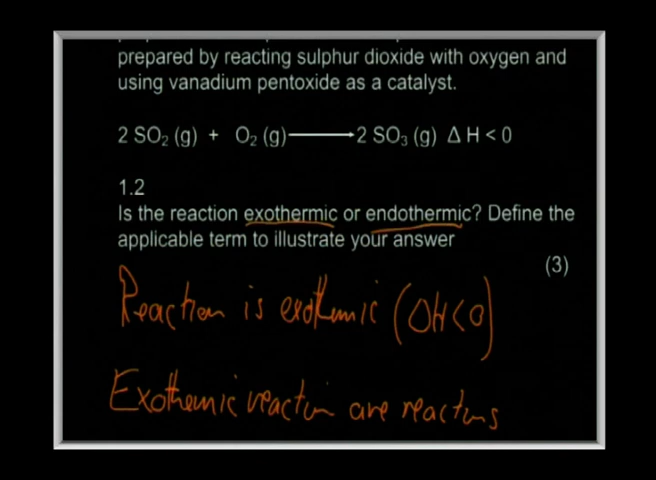 prepared by reacting sulphur dioxide with oxygen and
using vanadium pentoxide as a catalyst.
2 SO₂ (g) + O₂ (g)⟶2 SO₃ (g) Δ H < 0
1.2
Is the reaction exothermic or endothermic? Define the
applicable term to illustrate your answer
(3)
Reaction is exothermic (ΔH<0)
Exothermic reaction are reactions